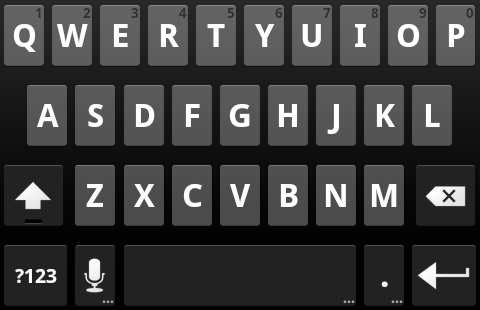 1 2 3 4 5 6 7 8 9 0
Q W E R T Y U I O P
A S D F G H J K L
Z X C V B N M
?123 ... ... . ...